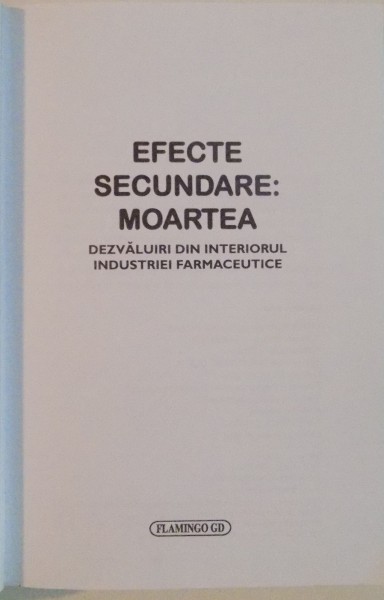 EFECTE
SECUNDARE:
MOARTEA
DEZVĂLUIRI DIN INTERIORUL
INDUSTRIEI FARMACEUTICE
FLAMINGO GD